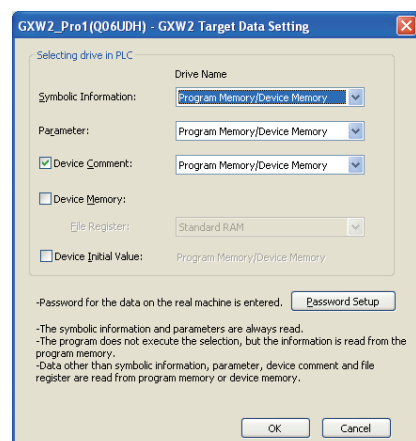 GXW2_Pro1(Q06UDH) - GXW2 Target Data Setting
Selecting drive in PLC
Drive Name
Symbolic Information: Program Memory/Device Memory
Parameter: Program Memory/Device Memory
Device Comment: Program Memory/Device Memory
Device Memory:
File Register: Standard RAM
Device Initial Value: Program Memory/Device Memory
-Password for the data on the real machine is entered. Password Setup
-The symbolic information and parameters are always read.
-The program does not execute the selection, but the information is read from the
program memory.
-Data other than symbolic information, parameter, device comment and file
register are read from program memory or device memory.
OK Cancel